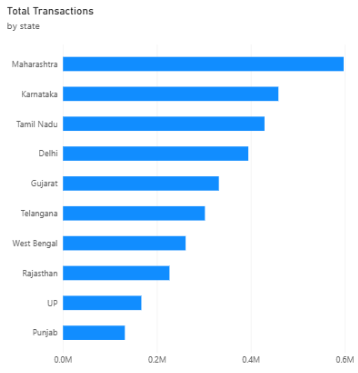 Total Transactions
by state
Maharashtra
Karnataka
Tamil Nadu
Delhi
Gujarat
Telangana
West Bengal
Rajasthan
UP
Punjab
0.0M 0.2M 0.4M 0.6M